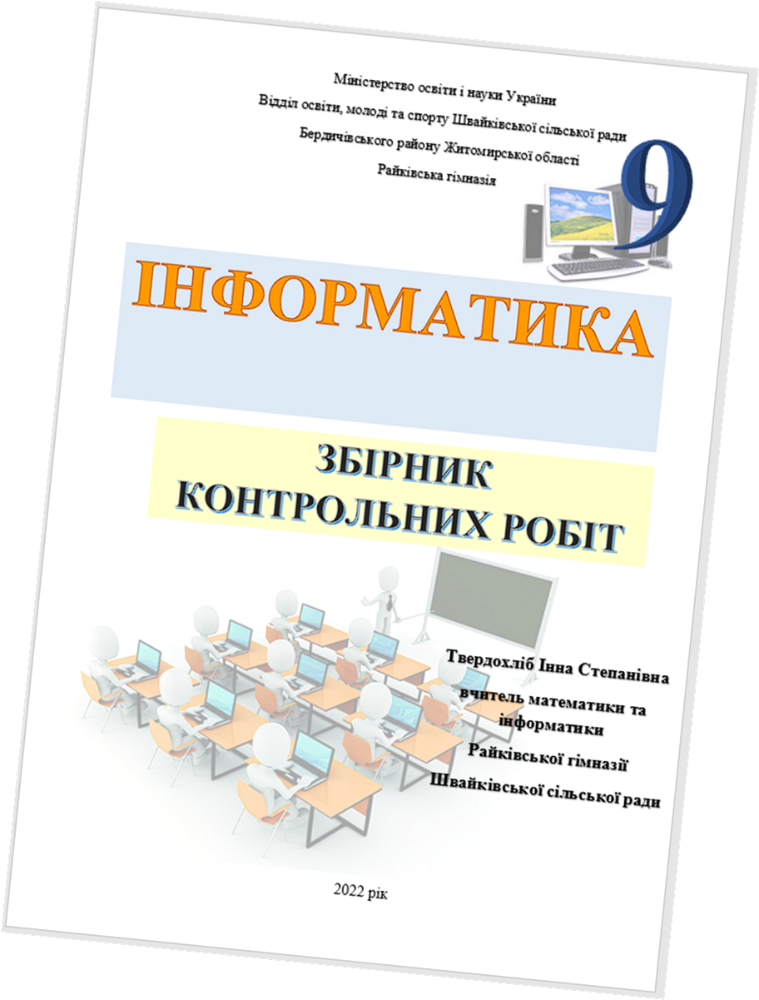 Міністерство освіти і науки України
Відділ освіти, молоді та спорту Швайківської сільської ради
Бердичівського району Житомирської області
Райківська гімназія
9
ІНФОРМАТИКА
ЗБІРНИК
КОНТРОЛЬНИХ РОБІТ
Твердохліб Інна Степанівна
вчитель математики та
інформатики
Райківської гімназії
Швайківської сільської ради
2022 рік